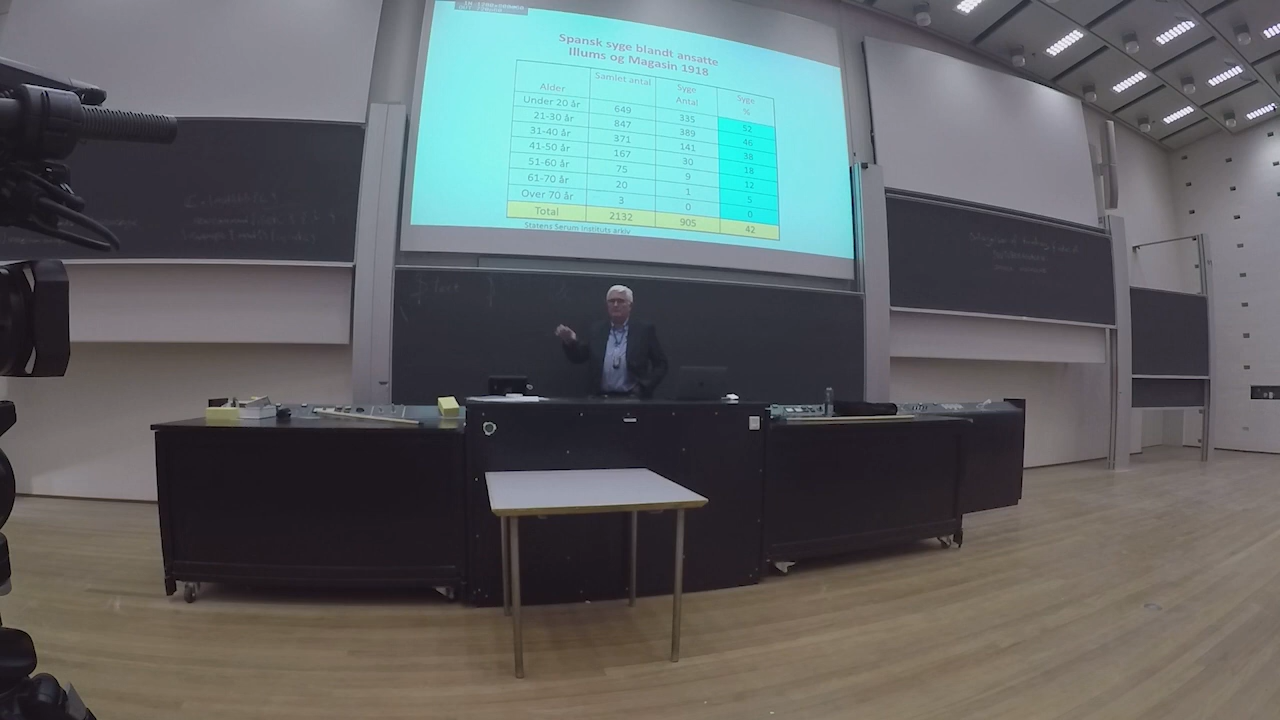 Spansk syge blandt ansatte
Illums og Magasin 1918
Alder Samlet antal Syge Antal Syge %
Under 20 år 649 335 52
21-30 år 847 389 46
31-40 år 371 141 38
41-50 år 167 30 18
51-60 år 75 9 12
61-70 år 20 1 5
Over 70 år 3 0 0
Total 2132 905 42
Statens Serum Instituts arkiv